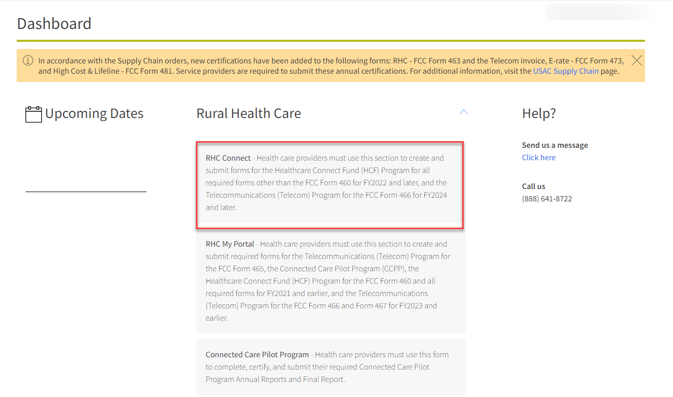 Dashboard
In accordance with the Supply Chain orders, new certifications have been added to the following forms: RHC - FCC Form 463 and the Telecom invoice, E-rate - FCC Form 473,
and High Cost & Lifeline - FCC Form 481. Service providers are required to submit these annual certifications. For additional information, visit the USAC Supply Chain page.
Upcoming Dates
Rural Health Care
RHC Connect - Health care providers must use this section to create and
submit forms for the Healthcare Connect Fund (HCF) Program for all
required forms other than the FCC Form 460 for FY2022 and later, and the
Telecommunications (Telecom) Program for the FCC Form 466 for FY2024
and later.
RHC My Portal - Health care providers must use this section to create and
submit required forms for the Telecommunications (Telecom) Program for
the FCC Form 465, the Connected Care Pilot Program (CCPP), the
Healthcare Connect Fund (HCF) Program for the FCC Form 460 and all
required forms for FY2021 and earlier, and the Telecommunications
(Telecom) Program for the FCC Form 466 and Form 467 for FY2023 and
earlier.
Connected Care Pilot Program - Health care providers must use this form
to complete, certify, and submit their required Connected Care Pilot
Program Annual Reports and Final Report.
Help?
Send us a message
Click here
Call us
(888) 641-8722